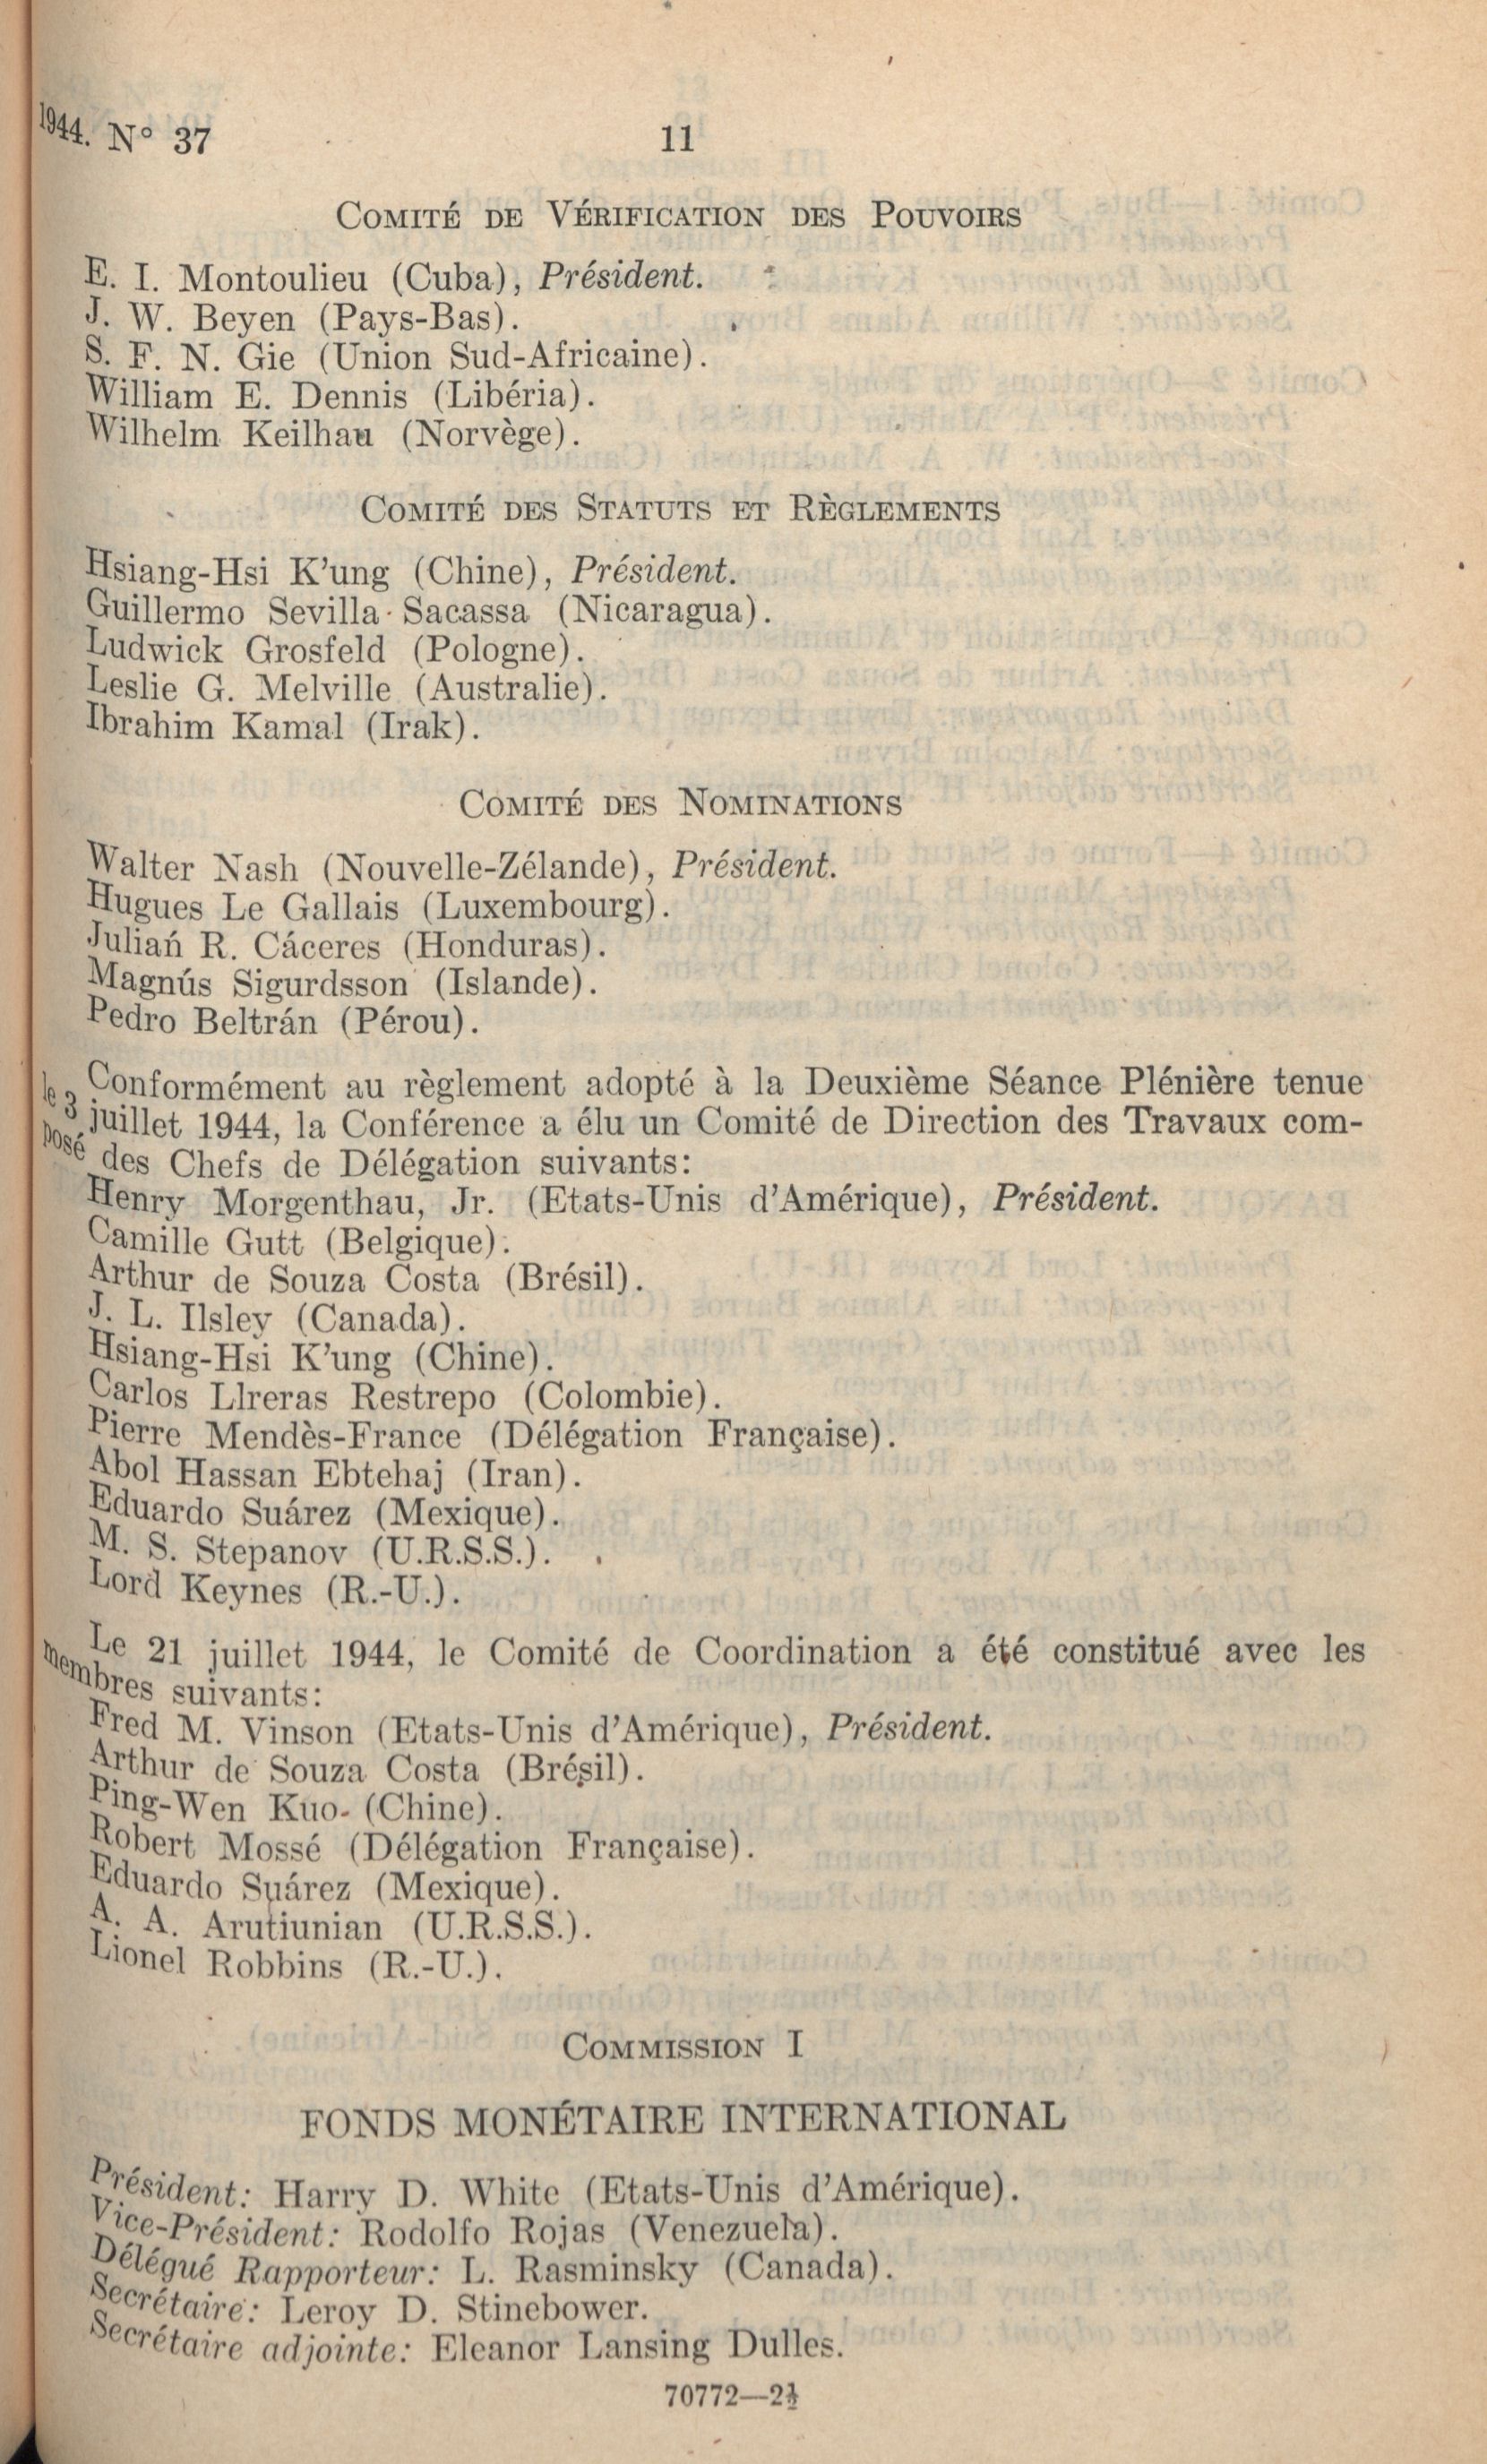 1944. N° 37
11
COMITÉ DE VÉRIFICATION DES POUVOIRS
E. I. Montoulieu (Cuba), Président.
J. W. Beyen (Pays-Bas).
S. F. N. Gie (Union Sud-Africaine).
William E. Dennis (Libéria).
Wilhelm Keilhau (Norvège).
COMITÉ DES STATUTS ET RÈGLEMENTS
Hsiang-Hsi K'ung (Chine), Président.
Guillermo Sevilla Sacassa (Nicaragua).
Ludwick Grosfeld (Pologne).
Leslie G. Melville (Australie).
Ibrahim Kamal (Irak).
COMITÉ DES NOMINATIONS
Walter Nash (Nouvelle-Zélande), Président.
Hugues Le Gallais (Luxembourg).
Juliań R. Cáceres (Honduras).
Magnús Sigurdsson (Islande).
Pedro Beltrán (Pérou).
Conformément au règlement adopté à la Deuxième Séance Plénière tenue
le 3 juillet 1944, la Conférence a élu un Comité de Direction des Travaux com-
posé des Chefs de Délégation suivants:
Henry Morgenthau, Jr. (Etats-Unis d'Amérique), Président.
Camille Gutt (Belgique).
Arthur de Souza Costa (Brésil).
J. L. Ilsley (Canada).
Hsiang-Hsi K'ung (Chine).
Carlos Llreras Restrepo (Colombie).
Pierre Mendès-France (Délégation Française).
Abol Hassan Ebtehaj (Iran).
Eduardo Suárez (Mexique).
M. S. Stepanov (U.R.S.S.).
Lord Keynes (R.-U.).
Le 21 juillet 1944, le Comité de Coordination a été constitué avec les
membres suivants:
Fred M. Vinson (Etats-Unis d'Amérique), Président.
Arthur de Souza Costa (Brésil).
Ping-Wen Kuo- (Chine).
Robert Mossé (Délégation Française).
Eduardo Suárez (Mexique).
A. A. Arutiunian (U.R.S.S.).
Lionel Robbins (R.-U.).
COMMISSION I
FONDS MONÉTAIRE INTERNATIONAL
Président: Harry D. White (Etats-Unis d'Amérique).
Vice-Président: Rodolfo Rojas (Venezuela).
Délégué Rapporteur: L. Rasminsky (Canada).
Secrétaire: Leroy D. Stinebower.
Secrétaire adjointe: Eleanor Lansing Dulles.
70772—2½